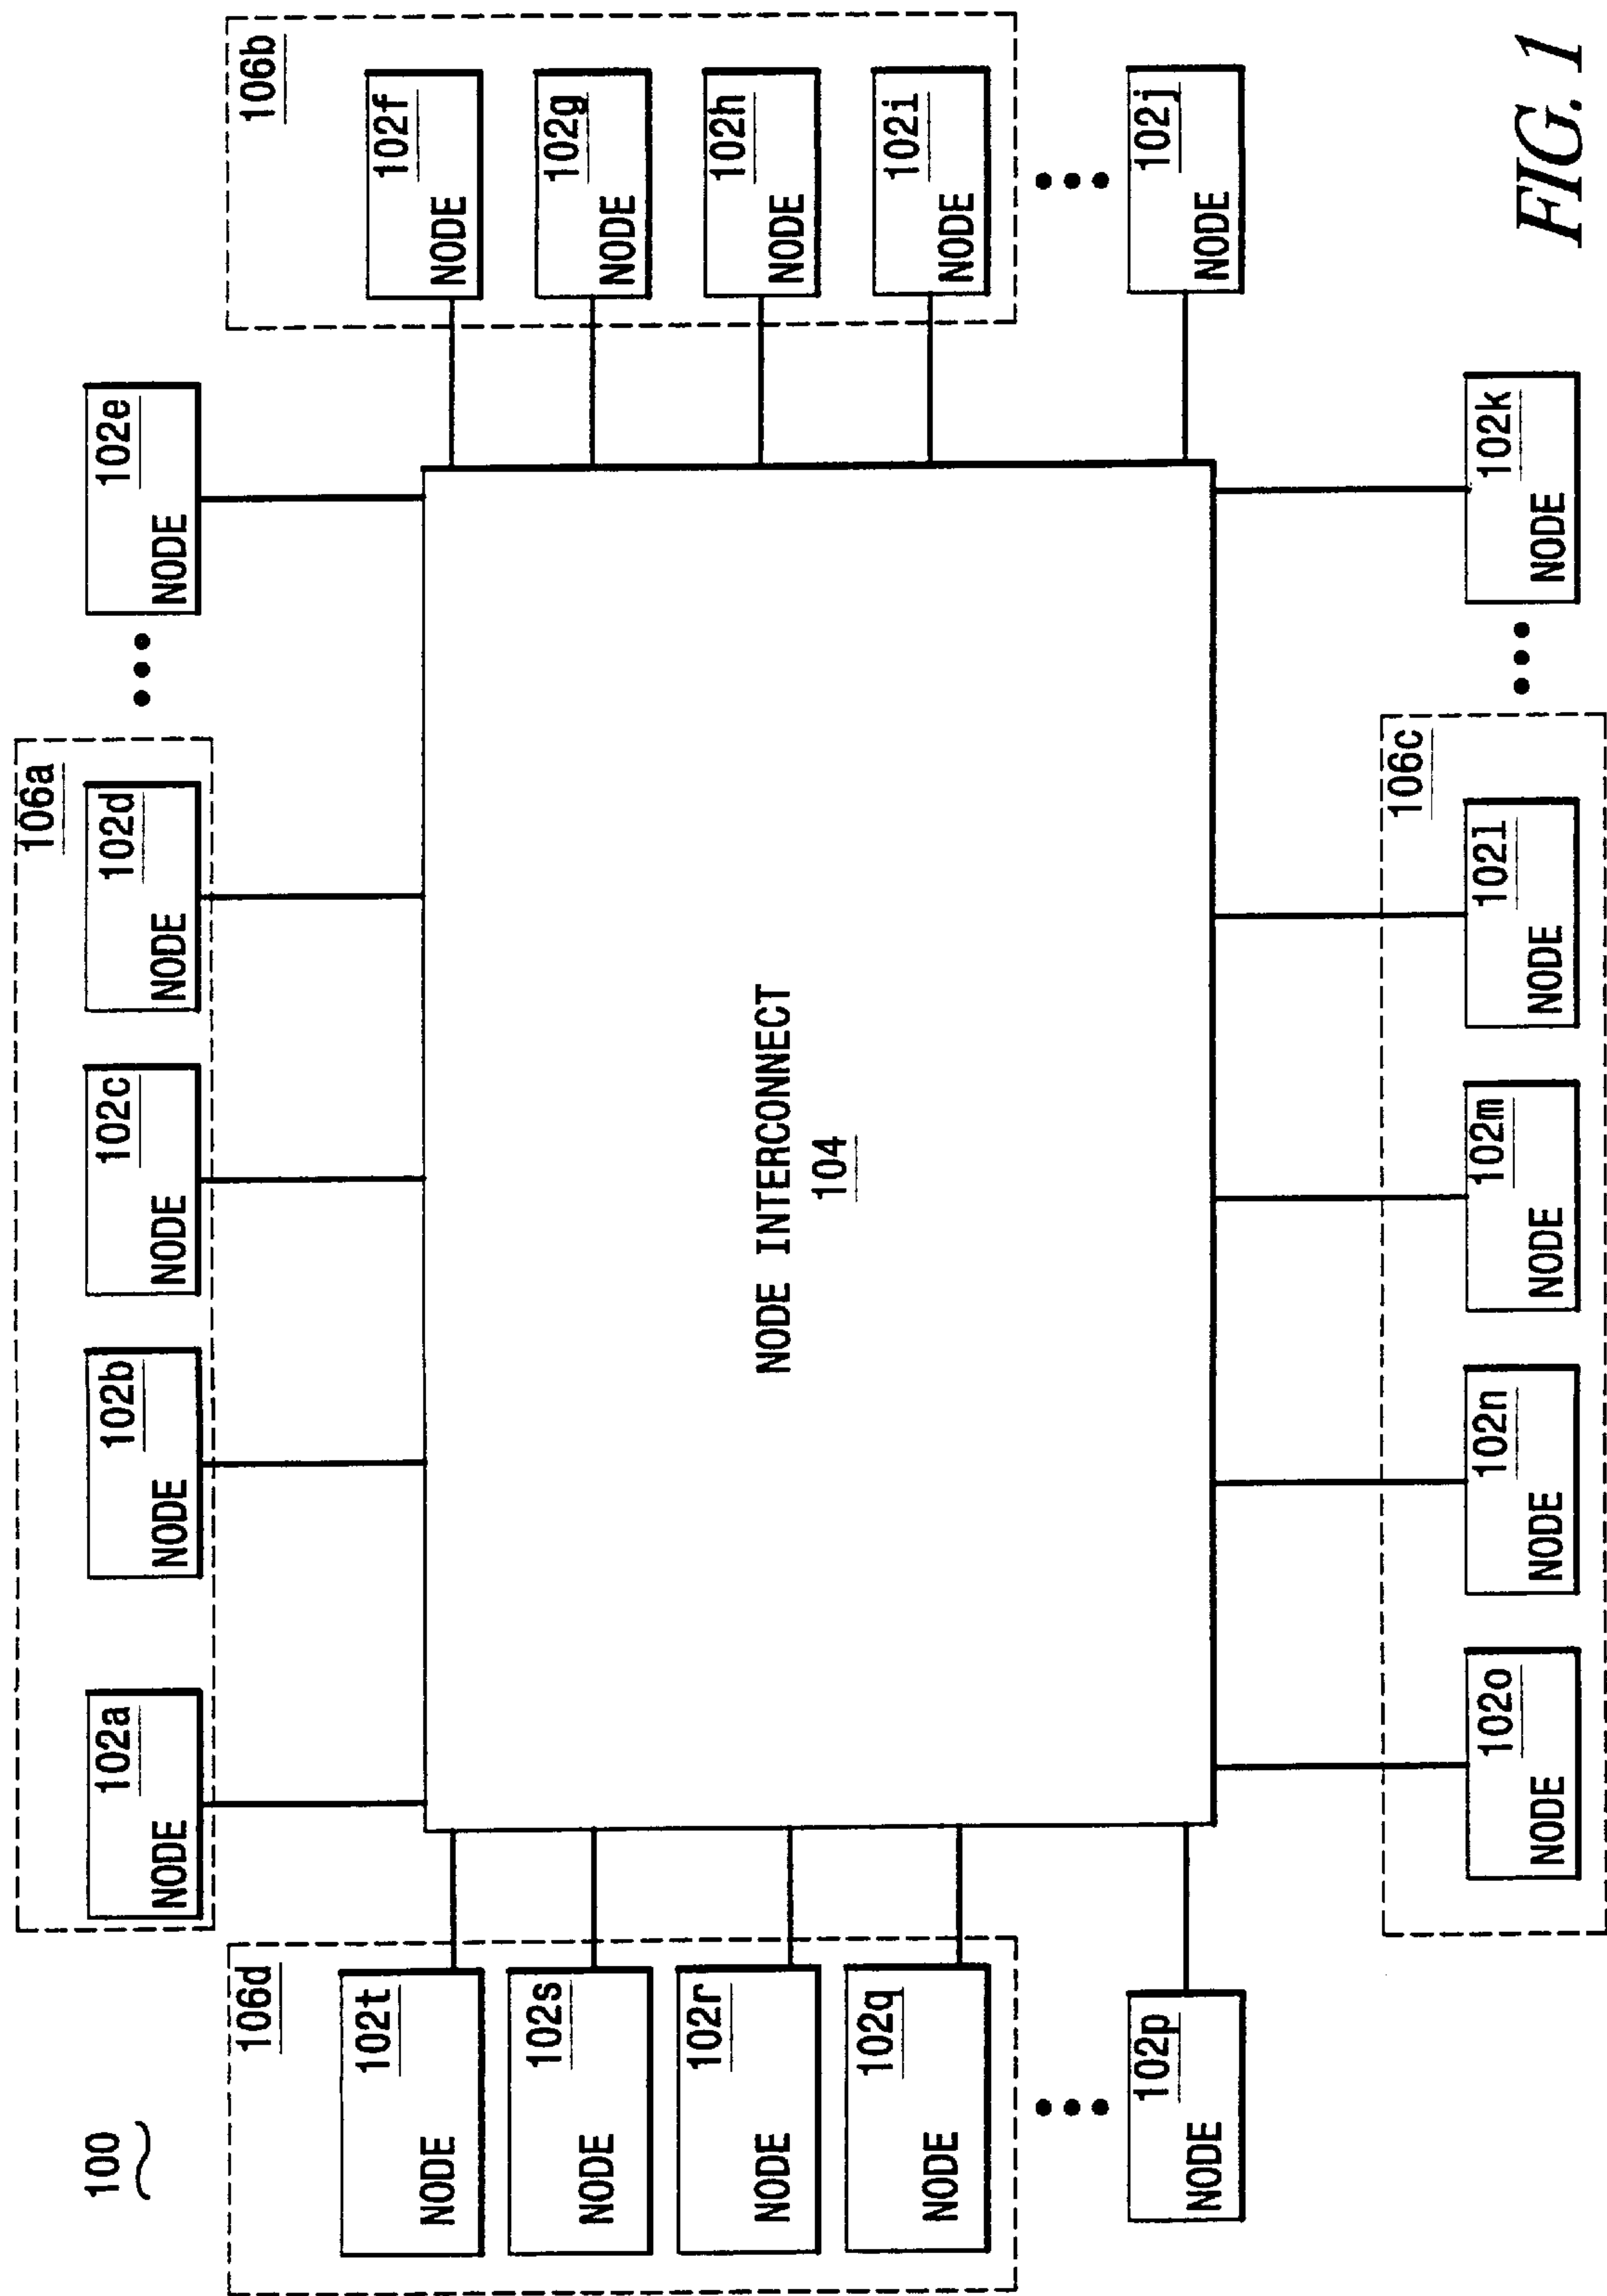 100
106a
102a
NODE
102b
NODE
102c
NODE
102d
NODE
102e
NODE
106d
102t
NODE
102s
NODE
102r
NODE
102q
NODE
102p
NODE
NODE INTERCONNECT
104
106b
102f
NODE
102g
NODE
102h
NODE
102i
NODE
102j
NODE
106c
102o
NODE
102n
NODE
102m
NODE
102l
NODE
102k
NODE
FIG. 1